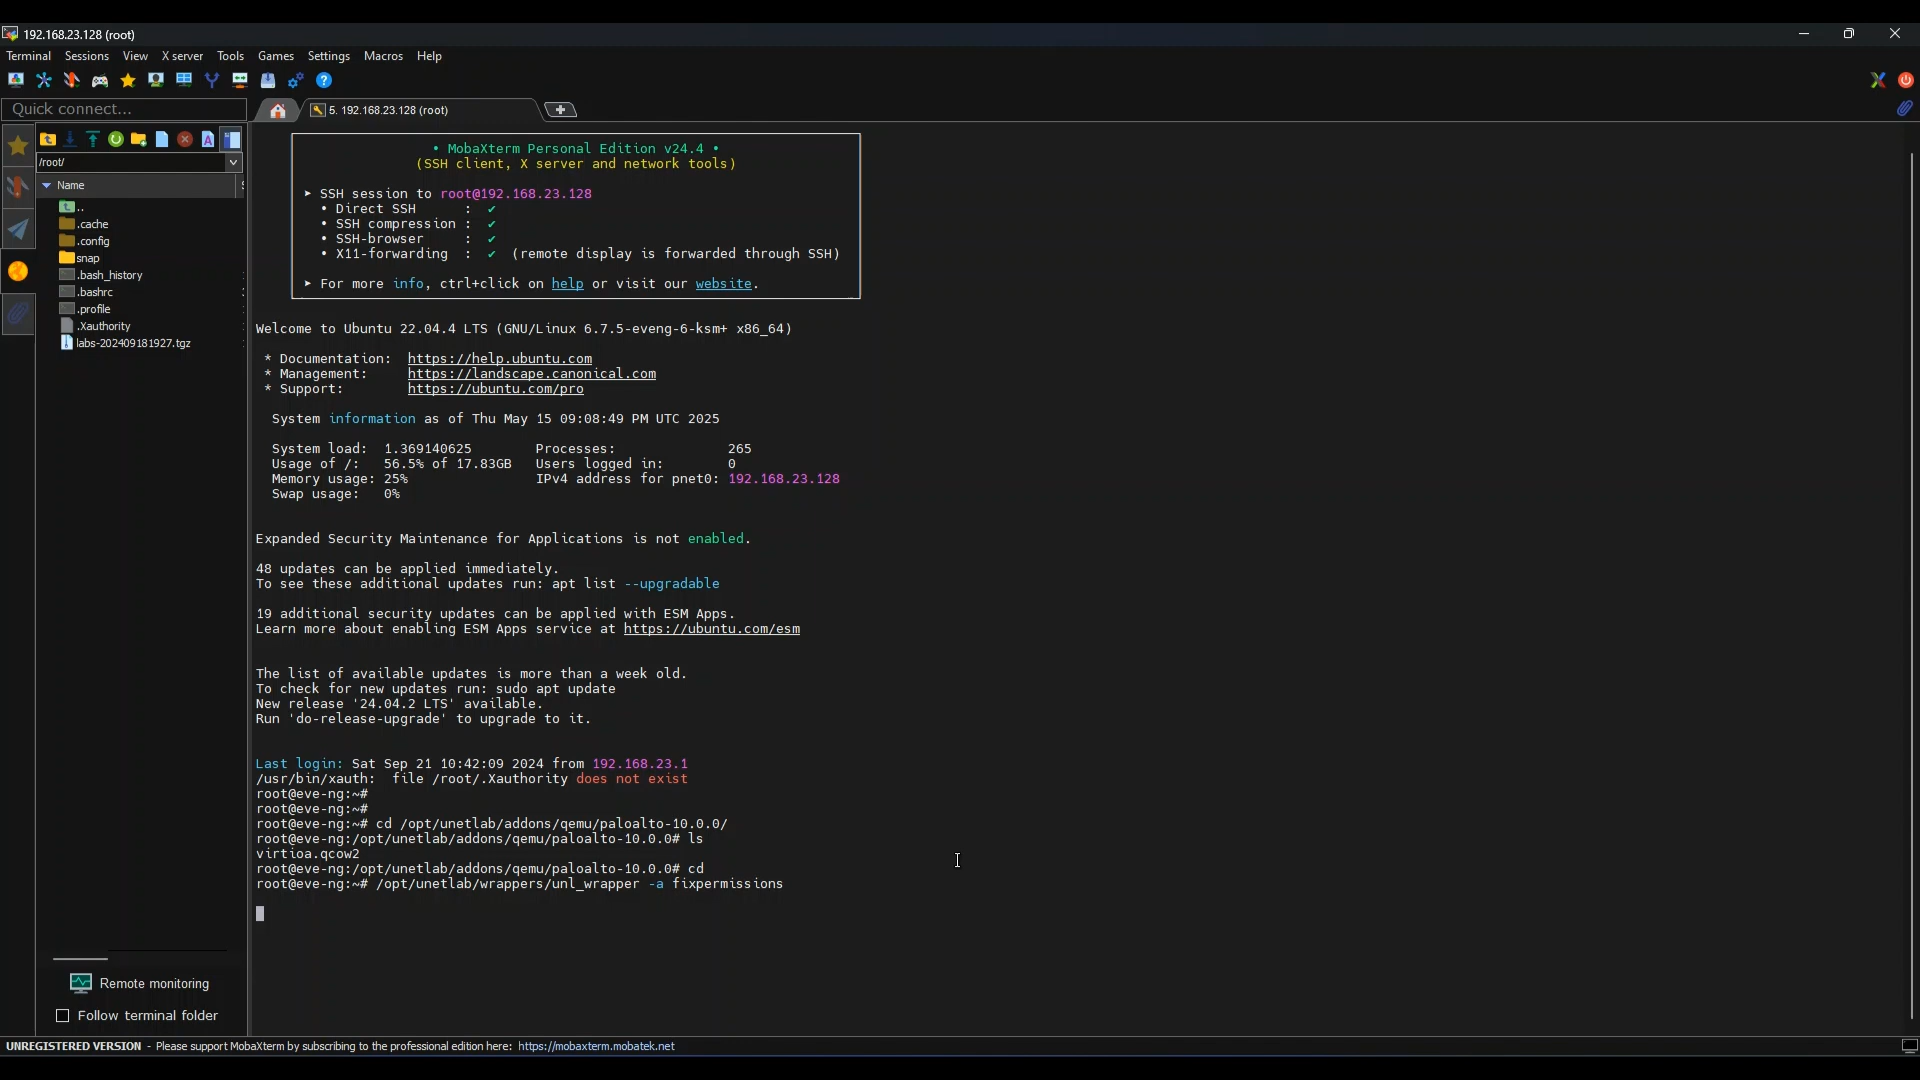 192.168.23.128 (root)
Terminal Sessions View X server Tools Games Settings Macros Help
Quick connect...
5. 192.168.23.128 (root)
/root/
Name
..
.cache
.config
snap
.bash_history
.bashrc
.profile
.Xauthority
labs-202409181927.tgz
• MobaXterm Personal Edition v24.4 •
(SSH client, X server and network tools)
► SSH session to root@192.168.23.128
• Direct SSH : ✔
• SSH compression : ✔
• SSH-browser : ✔
• X11-forwarding : ✔ (remote display is forwarded through SSH)
► For more info, ctrl+click on help or visit our website.
Welcome to Ubuntu 22.04.4 LTS (GNU/Linux 6.7.5-eveng-6-ksm+ x86_64)
* Documentation: https://help.ubuntu.com
* Management: https://landscape.canonical.com
* Support: https://ubuntu.com/pro
System information as of Thu May 15 09:08:49 PM UTC 2025
System load: 1.369140625 Processes: 265
Usage of /: 56.5% of 17.83GB Users logged in: 0
Memory usage: 25% IPv4 address for pnet0: 192.168.23.128
Swap usage: 0%
Expanded Security Maintenance for Applications is not enabled.
48 updates can be applied immediately.
To see these additional updates run: apt list --upgradable
19 additional security updates can be applied with ESM Apps.
Learn more about enabling ESM Apps service at https://ubuntu.com/esm
The list of available updates is more than a week old.
To check for new updates run: sudo apt update
New release '24.04.2 LTS' available.
Run 'do-release-upgrade' to upgrade to it.
Last login: Sat Sep 21 10:42:09 2024 from 192.168.23.1
/usr/bin/xauth: file /root/.Xauthority does not exist
root@eve-ng:~#
root@eve-ng:~#
root@eve-ng:~# cd /opt/unetlab/addons/qemu/paloalto-10.0.0/
root@eve-ng:/opt/unetlab/addons/qemu/paloalto-10.0.0# ls
virtioa.qcow2
root@eve-ng:/opt/unetlab/addons/qemu/paloalto-10.0.0# cd
root@eve-ng:~# /opt/unetlab/wrappers/unl_wrapper -a fixpermissions
Remote monitoring
Follow terminal folder
UNREGISTERED VERSION - Please support MobaXterm by subscribing to the professional edition here: https://mobaxterm.mobatek.net